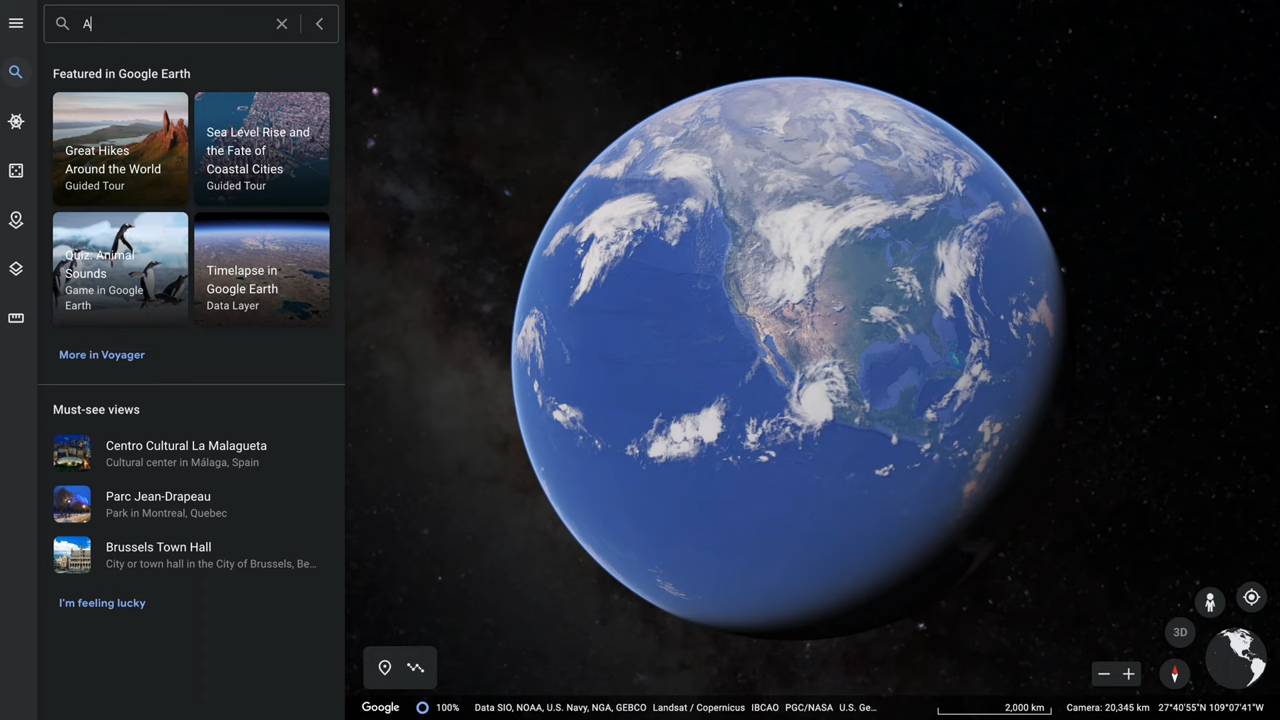 A
Featured in Google Earth
Great Hikes
Around the World
Guided Tour
Sea Level Rise and
the Fate of
Coastal Cities
Guided Tour
Quiz: Animal
Sounds
Game in Google
Earth
Timelapse in
Google Earth
Data Layer
More in Voyager
Must-see views
Centro Cultural La Malagueta
Cultural center in Málaga, Spain
Parc Jean-Drapeau
Park in Montreal, Quebec
Brussels Town Hall
City or town hall in the City of Brussels, Be...
I'm feeling lucky
3D
Google 100% Data SIO, NOAA, U.S. Navy, NGA, GEBCO Landsat / Copernicus IBCAO PGC/NASA U.S. Ge... 2,000 km Camera: 20,345 km 27°40'55"N 109°07'41"W